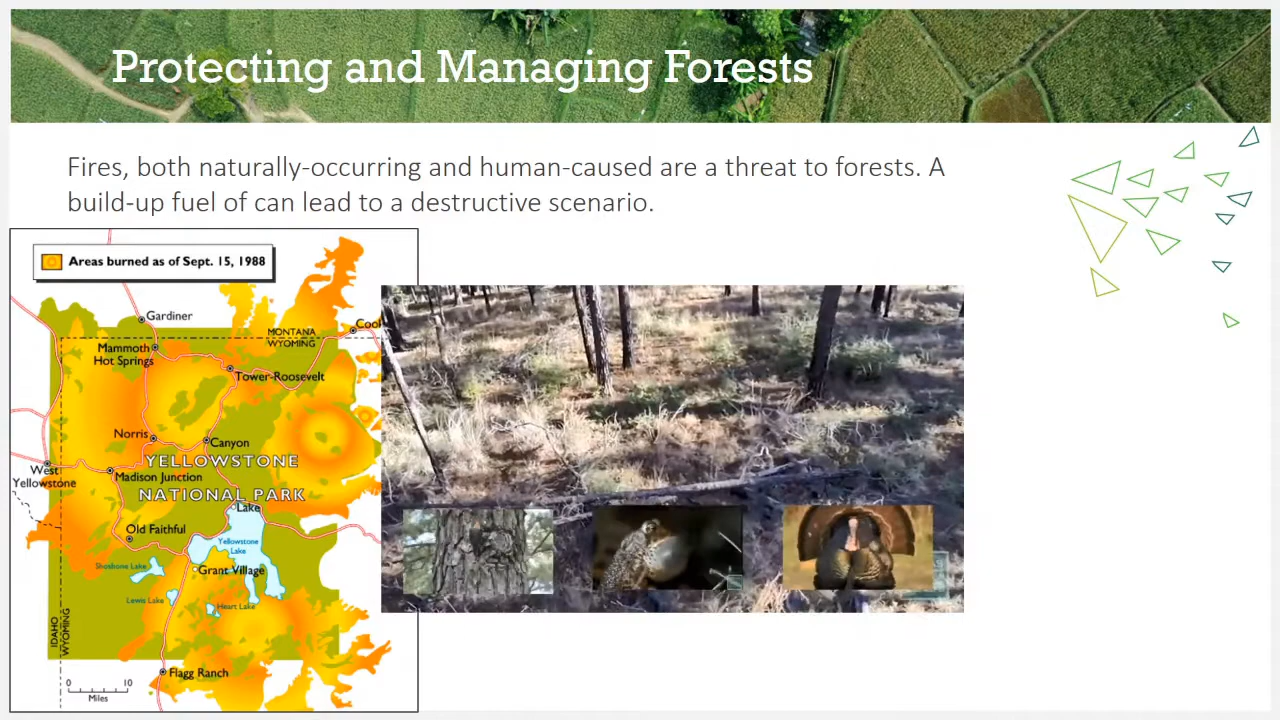 Protecting and Managing Forests
Fires, both naturally-occurring and human-caused are a threat to forests. A
build-up fuel of can lead to a destructive scenario.
Areas burned as of Sept. 15, 1988
Gardiner
MONTANA
WYOMING
Mammoth
Hot Springs
Tower-Roosevelt
Norris
Canyon
YELLOWSTONE
West
Yellowstone
Madison Junction
NATIONAL PARK
Lake
Old Faithful
Yellowstone
Lake
Shoshone Lake
Grant Village
Lewis Lake
Heart Lake
IDAHO
WYOMING
Flagg Ranch
0 10
Miles